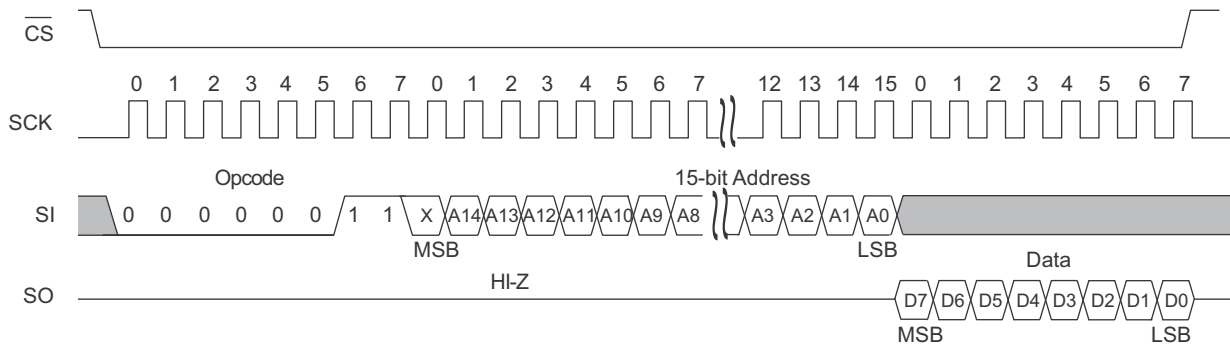 CS
0 1 2 3 4 5 6 7 0 1 2 3 4 5 6 7 12 13 14 15 0 1 2 3 4 5 6 7
SCK
Opcode 15-bit Address
SI 0 0 0 0 0 0 1 1 X A14 A13 A12 A11 A10 A9 A8 A3 A2 A1 A0
MSB LSB
HI-Z Data
SO D7 D6 D5 D4 D3 D2 D1 D0
MSB LSB